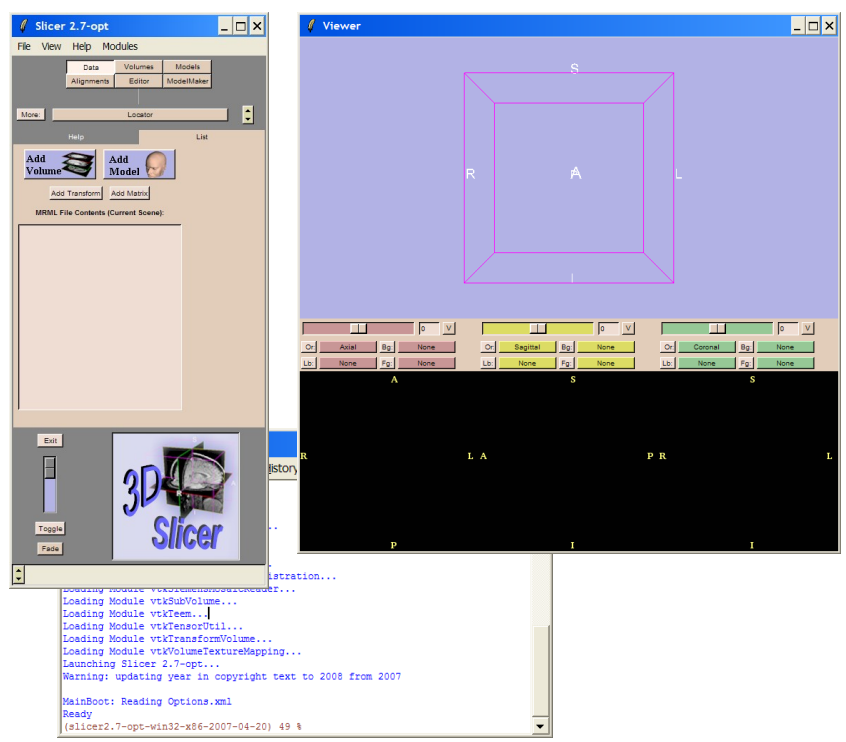 Slicer 2.7-opt
File View Help Modules
Data Volumes Models
Alignments Editor ModelMaker
More: Locator
Help List
Add Volume
Add Model
Add Transform Add Matrix
MRML File Contents (Current Scene):
Exit
Toggle
Fade
3D
Slicer
R
Viewer
S
R A L
I
0 V 0 V 0 V
Or Axial Bg: None Or Sagittal Bg: None Or Coronal Bg: None
Lb: None Fg: None Lb: None Fg: None Lb: None Fg: None
A S S
R L A P R L
P I I
istory
..
.
istration...
Loading Module vtkSiemensMosaicReader...
Loading Module vtkSubVolume...
Loading Module vtkTeem...
Loading Module vtkTensorUtil...
Loading Module vtkTransformVolume...
Loading Module vtkVolumeTextureMapping...
Launching Slicer 2.7-opt...
Warning: updating year in copyright text to 2008 from 2007
MainBoot: Reading Options.xml
Ready
(slicer2.7-opt-win32-x86-2007-04-20) 49 %